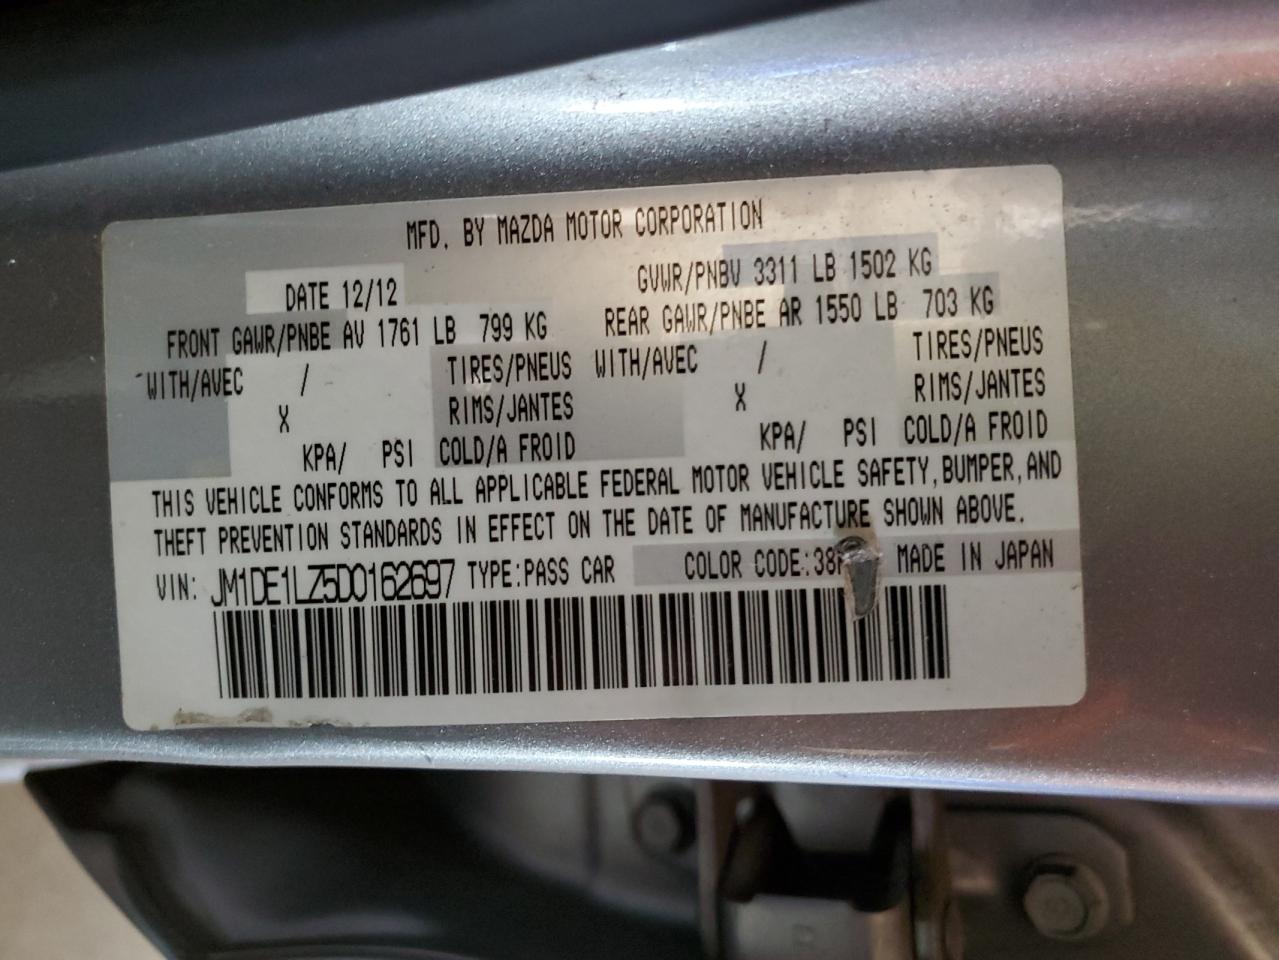 MFD. BY MAZDA MOTOR CORPORATION
DATE 12/12 GVWR/PNBV 3311 LB 1502 KG
FRONT GAWR/PNBE AV 1761 LB 799 KG REAR GAWR/PNBE AR 1550 LB 703 KG
WITH/AVEC / TIRES/PNEUS WITH/AVEC / TIRES/PNEUS
X RIMS/JANTES X RIMS/JANTES
KPA/ PSI COLD/A FROID KPA/ PSI COLD/A FROID
THIS VEHICLE CONFORMS TO ALL APPLICABLE FEDERAL MOTOR VEHICLE SAFETY, BUMPER, AND
THEFT PREVENTION STANDARDS IN EFFECT ON THE DATE OF MANUFACTURE SHOWN ABOVE.
VIN: JM1DE1LZ5D0162697 TYPE:PASS CAR COLOR CODE: MADE IN JAPAN